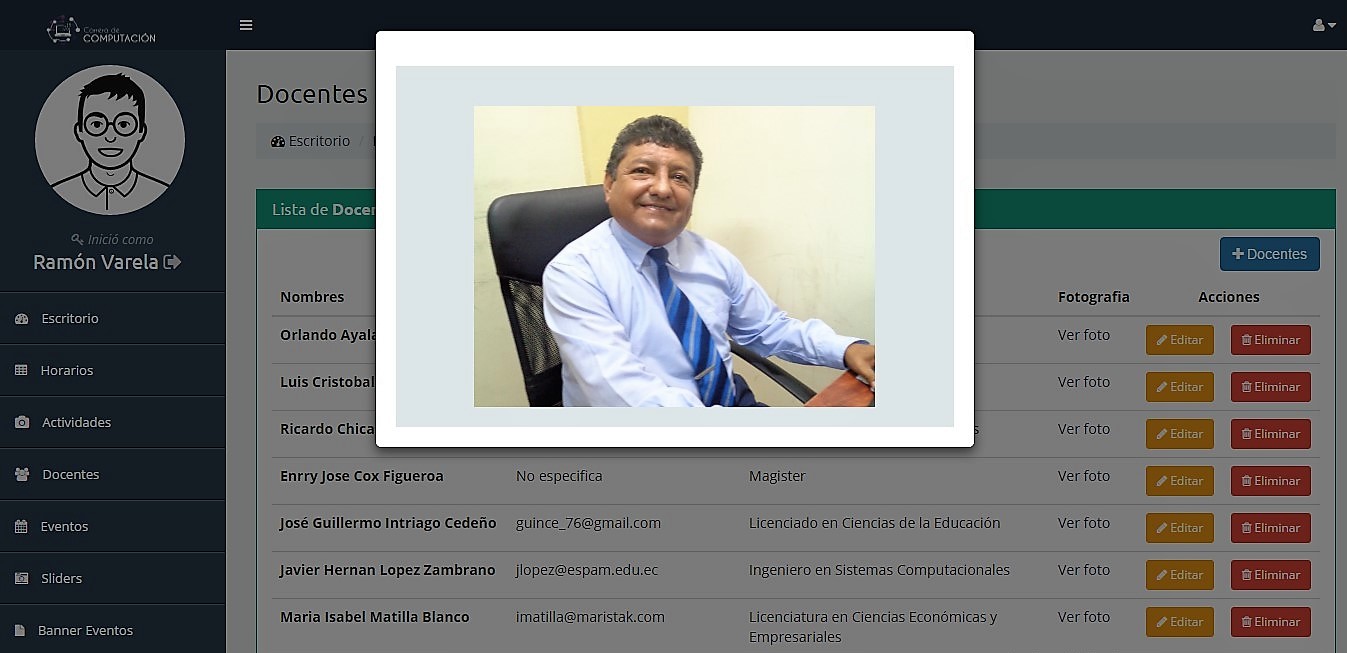 Carrera de
COMPUTACIÓN
Inició como
Ramón Varela
Escritorio
Horarios
Actividades
Docentes
Eventos
Sliders
Banner Eventos
Docentes
Escritorio /
Lista de Docen
Docentes
Nombres Fotografia Acciones
Orlando Ayala Ver foto Editar Eliminar
Luis Cristobal Ver foto Editar Eliminar
Ricardo Chica s Ver foto Editar Eliminar
Enrry Jose Cox Figueroa No especifica Magister Ver foto Editar Eliminar
José Guillermo Intriago Cedeño guince_76@gmail.com Licenciado en Ciencias de la Educación Ver foto Editar Eliminar
Javier Hernan Lopez Zambrano jlopez@espam.edu.ec Ingeniero en Sistemas Computacionales Ver foto Editar Eliminar
Maria Isabel Matilla Blanco imatilla@maristak.com Licenciatura en Ciencias Económicas y Ver foto Editar Eliminar
Empresariales